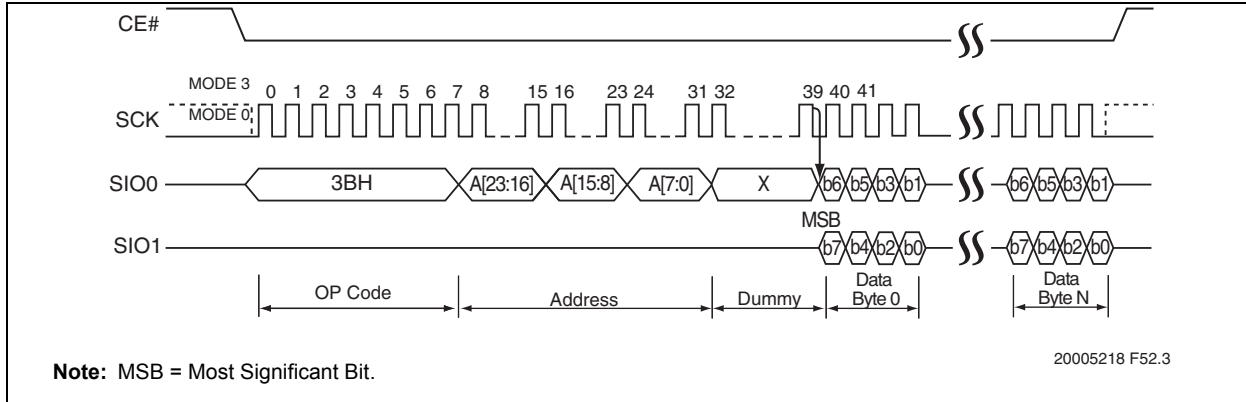 CE#
MODE 3
0 1 2 3 4 5 6 7 8 15 16 23 24 31 32 39 40 41
SCK
MODE 0
SIO0
3BH A[23:16] A[15:8] A[7:0] X b6 b5 b3 b1 b6 b5 b3 b1
MSB
SIO1
b7 b4 b2 b0 b7 b4 b2 b0
OP Code Address Dummy Data Byte 0 Data Byte N
Note: MSB = Most Significant Bit.
20005218 F52.3